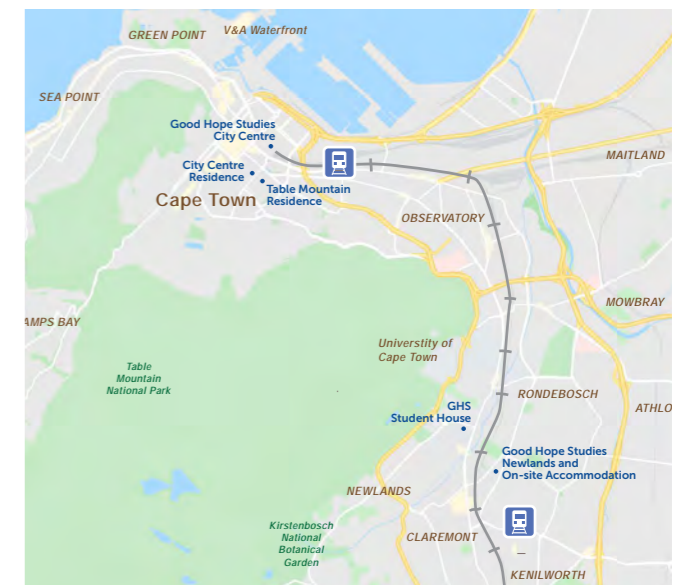 V&A Waterfront
GREEN POINT
SEA POINT
Good Hope Studies
City Centre
MAITLAND
City Centre
Residence
Table Mountain
Residence
Cape Town
OBSERVATORY
MOWBRAY
AMPS BAY
Universtity of
Cape Town
Table
Mountain
National Park
RONDEBOSCH
ATHLO
GHS
Student House
Good Hope Studies
Newlands and
On-site Accommodation
NEWLANDS
Kirstenbosch
National
Botanical
Garden
CLAREMONT
KENILWORTH